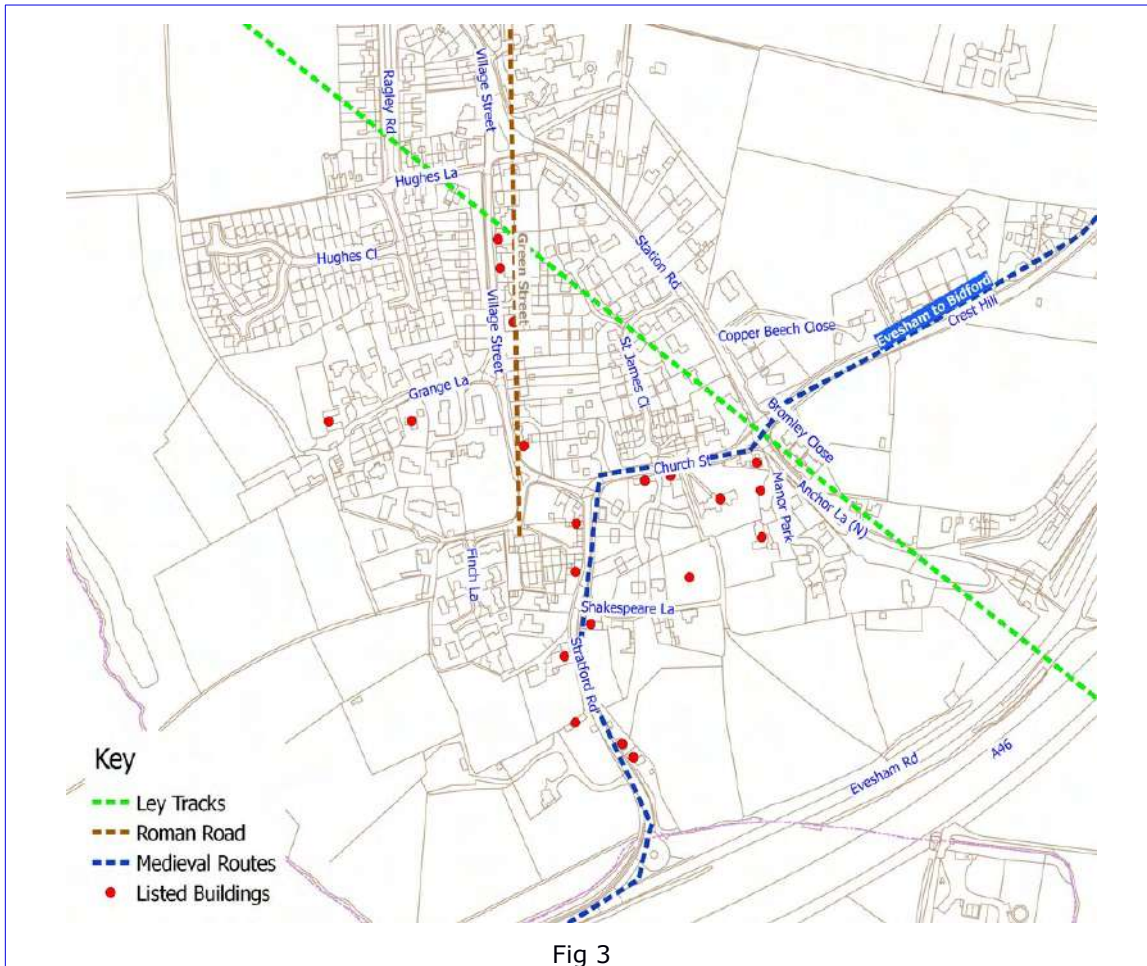 Village Street
Ragley Rd
Hughes La
Green Street
Hughes Cl
Station Rd
Evesham to Bidford
Crest Hill
Copper Beech Close
Village Street
St James Cl
Grange La
Bromley Close
Church St
Manor Park
Anchor La (N)
Finch La
Shakespeare La
Stratford Rd
Evesham Rd
A46
Key
Ley Tracks
Roman Road
Medieval Routes
Listed Buildings
Fig 3